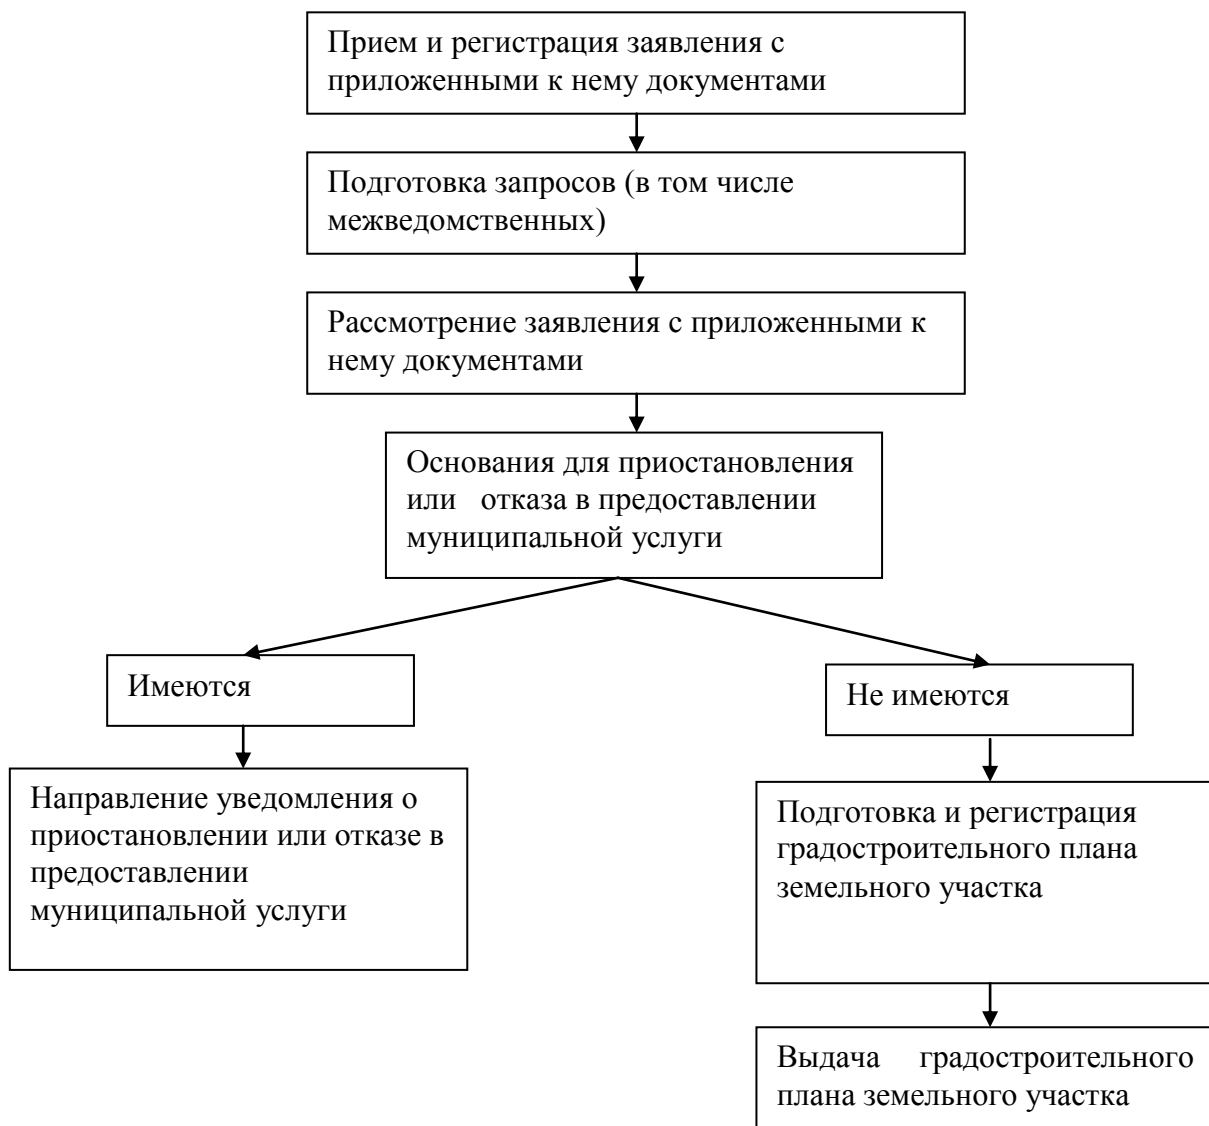 Прием и регистрация заявления с
приложенными к нему документами
Подготовка запросов (в том числе
межведомственных)
Рассмотрение заявления с приложенными к
нему документами
Основания для приостановления
или отказа в предоставлении
муниципальной услуги
Имеются
Не имеются
Направление уведомления о
приостановлении или отказе в
предоставлении
муниципальной услуги
Подготовка и регистрация
градостроительного плана
земельного участка
Выдача градостроительного
плана земельного участка